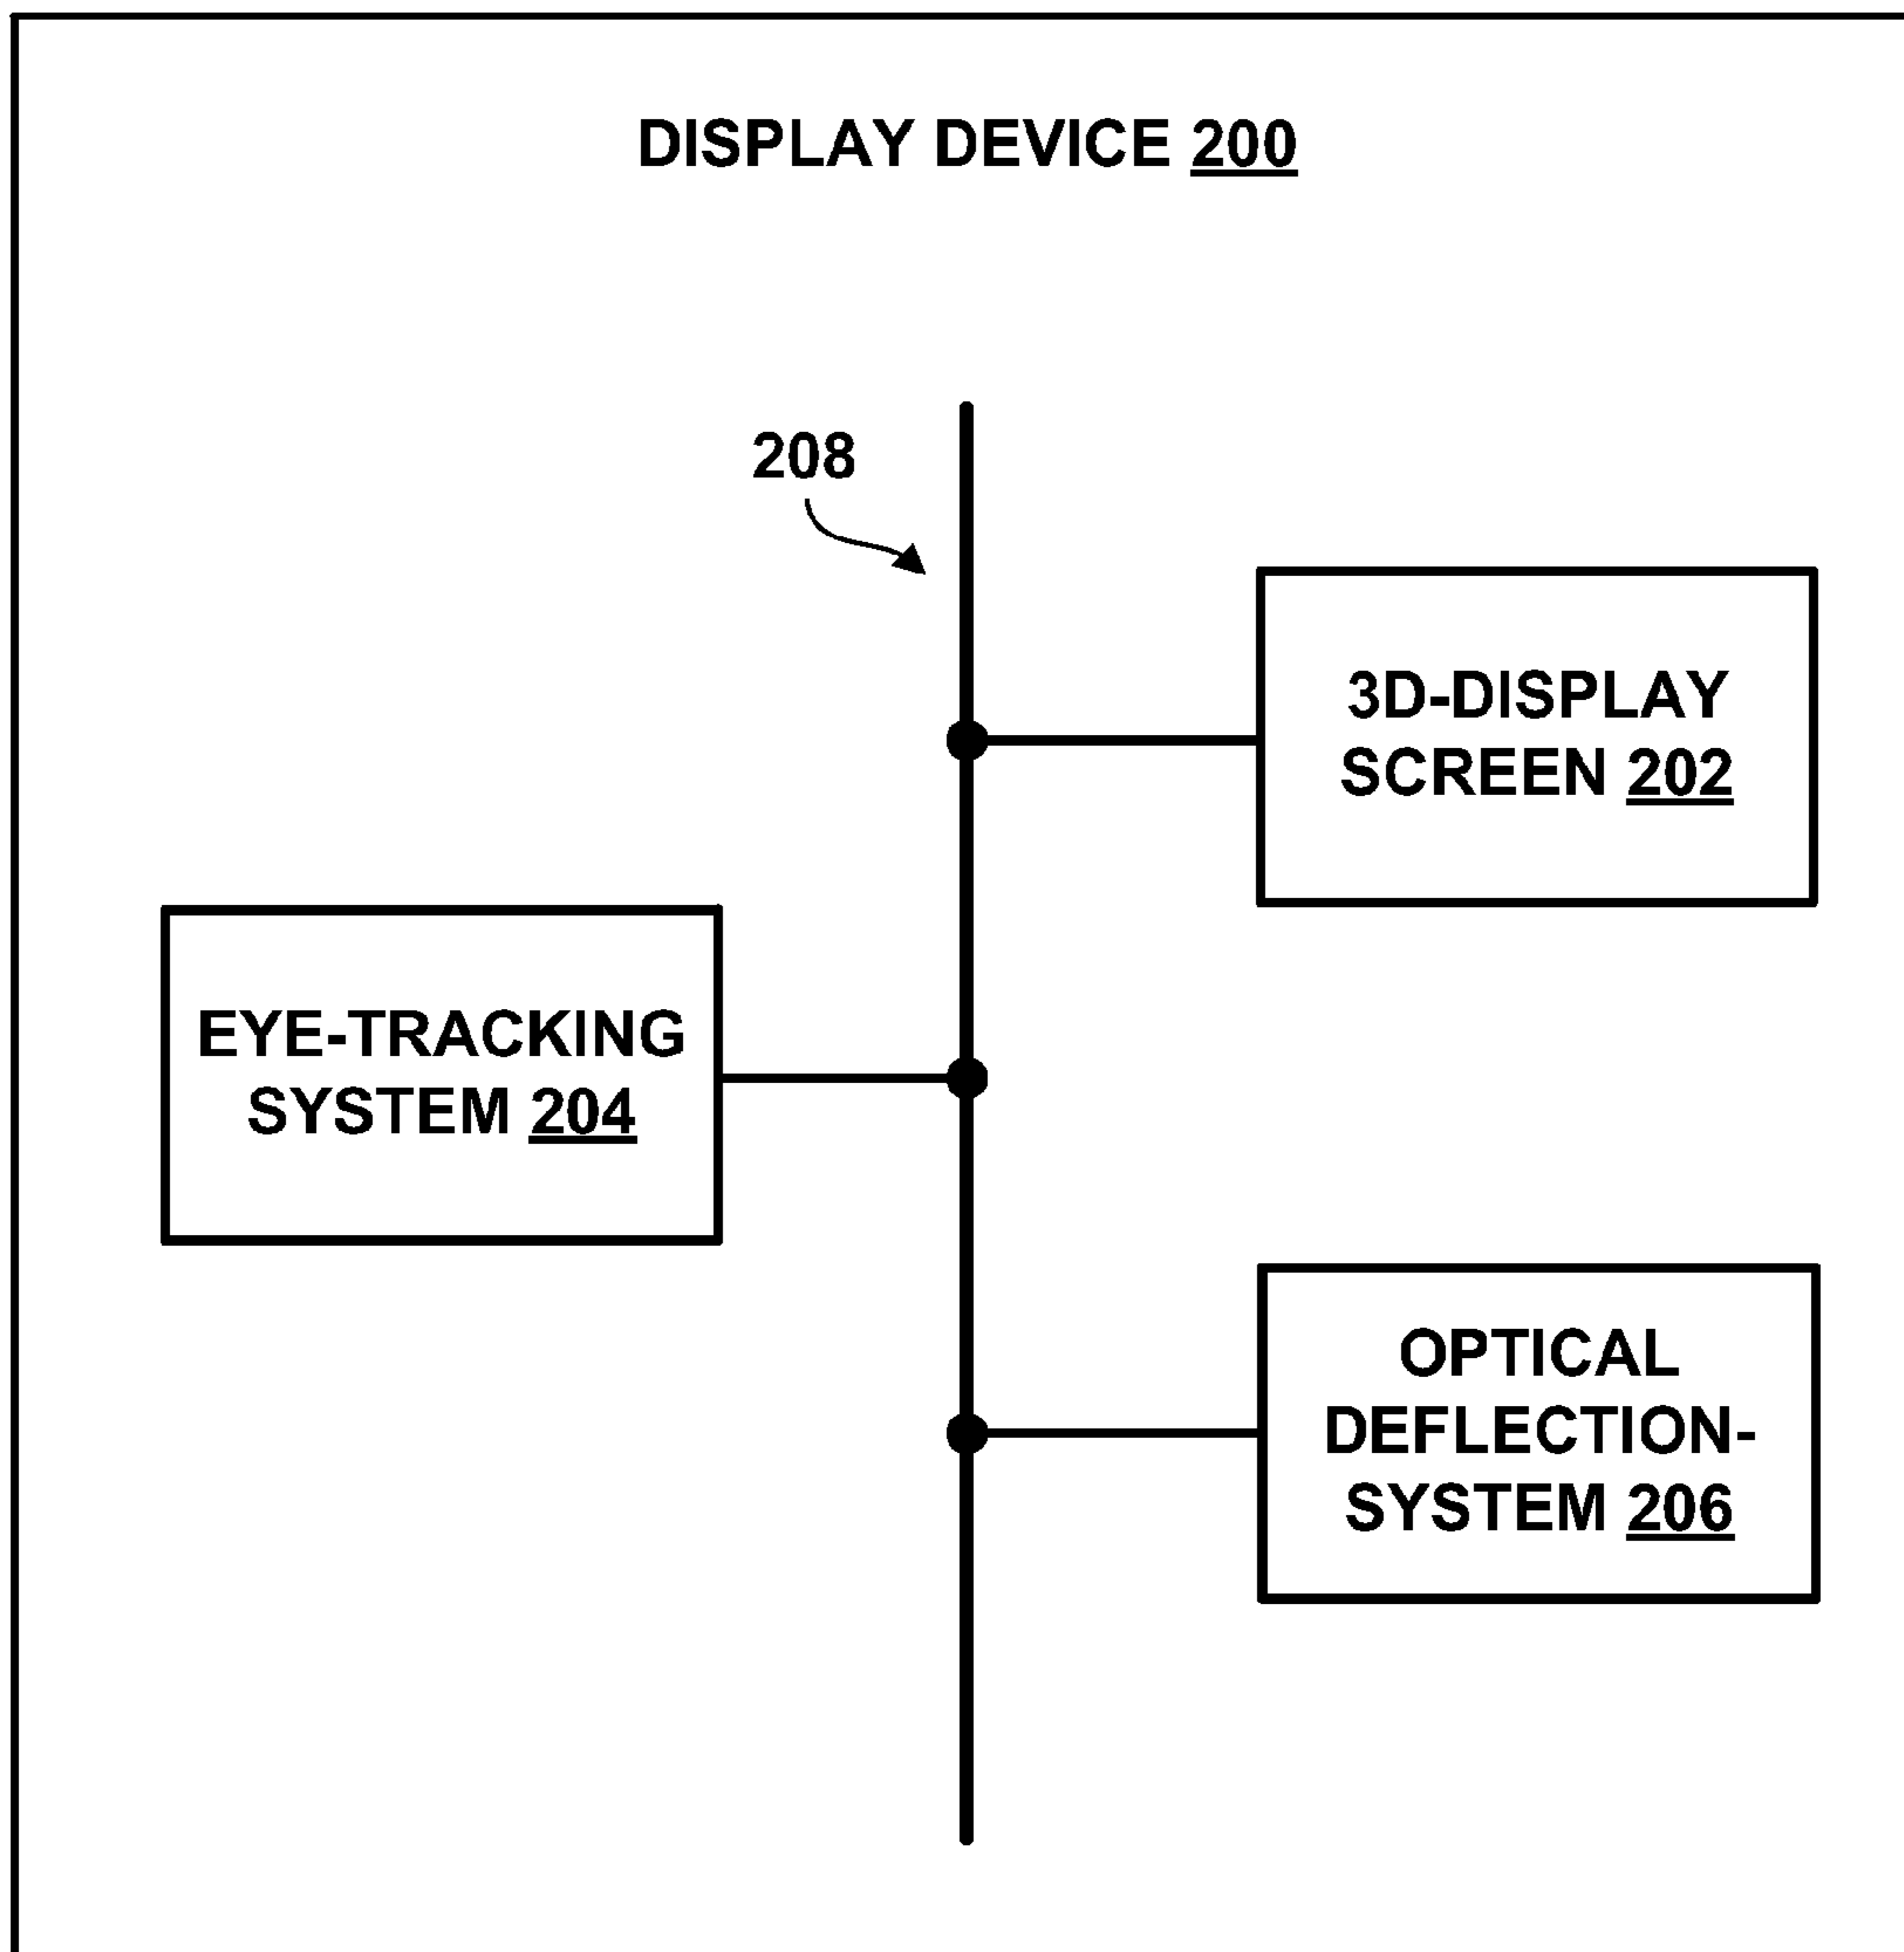 DISPLAY DEVICE 200
208
3D-DISPLAY
SCREEN 202
EYE-TRACKING
SYSTEM 204
OPTICAL
DEFLECTION-
SYSTEM 206